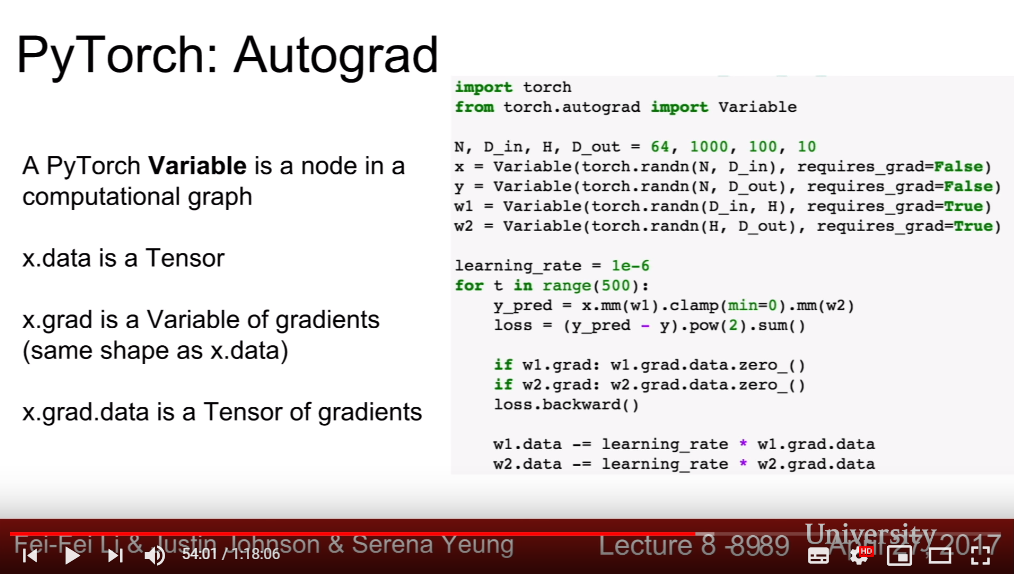 PyTorch: Autograd
A PyTorch Variable is a node in a
computational graph
x.data is a Tensor
x.grad is a Variable of gradients
(same shape as x.data)
x.grad.data is a Tensor of gradients
import torch
from torch.autograd import Variable
N, D_in, H, D_out = 64, 1000, 100, 10
x = Variable(torch.randn(N, D_in), requires_grad=False)
y = Variable(torch.randn(N, D_out), requires_grad=False)
w1 = Variable(torch.randn(D_in, H), requires_grad=True)
w2 = Variable(torch.randn(H, D_out), requires_grad=True)
learning_rate = 1e-6
for t in range(500):
    y_pred = x.mm(w1).clamp(min=0).mm(w2)
    loss = (y_pred - y).pow(2).sum()
    if w1.grad: w1.grad.data.zero_()
    if w2.grad: w2.grad.data.zero_()
    loss.backward()
    w1.data -= learning_rate * w1.grad.data
    w2.data -= learning_rate * w2.grad.data
University
Fei-Fei Li & Justin Johnson & Serena Yeung
Lecture 8 -8989
April 27, 2017
54:01 / 1:18:06
HD